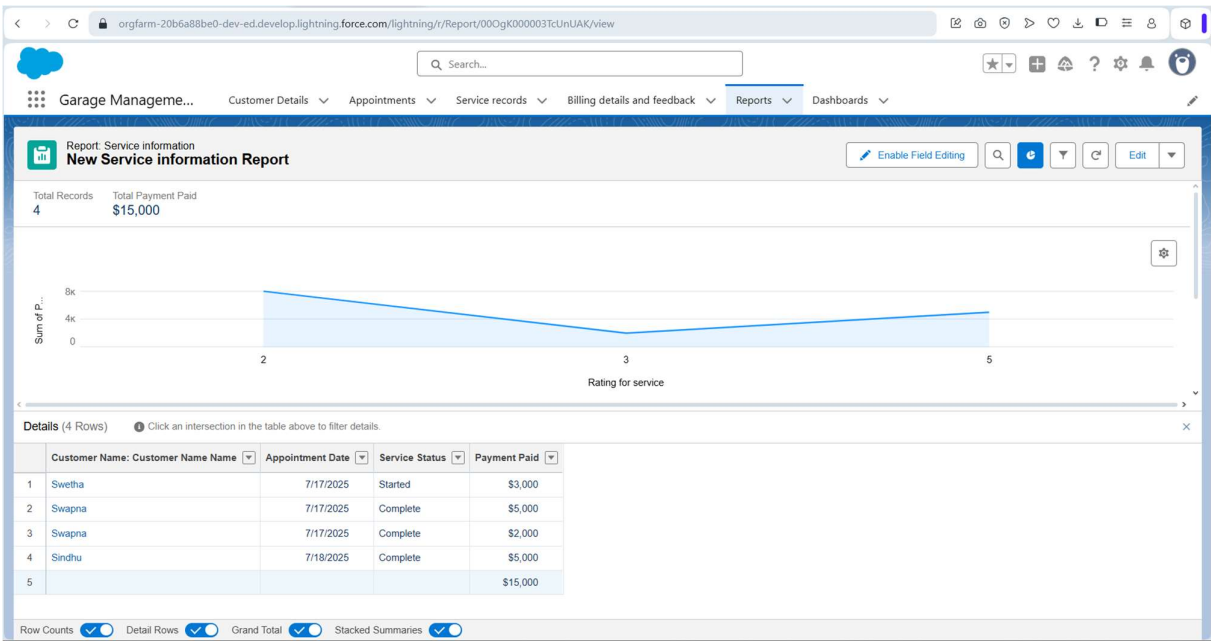 orgfarm-20b6a88be0-dev-ed.develop.lightning.force.com/lightning/r/Report/00OgK000003TcUnUAK/view
Search...
Garage Manageme... Customer Details Appointments Service records Billing details and feedback Reports Dashboards
Report: Service information
New Service information Report
Enable Field Editing Edit
Total Records Total Payment Paid
4 $15,000
Sum of P...
8K
4K
0
2 3 5
Rating for service
Details (4 Rows) Click an intersection in the table above to filter details.
Customer Name: Customer Name Name Appointment Date Service Status Payment Paid
1 Swetha 7/17/2025 Started $3,000
2 Swapna 7/17/2025 Complete $5,000
3 Swapna 7/17/2025 Complete $2,000
4 Sindhu 7/18/2025 Complete $5,000
5 $15,000
Row Counts Detail Rows Grand Total Stacked Summaries